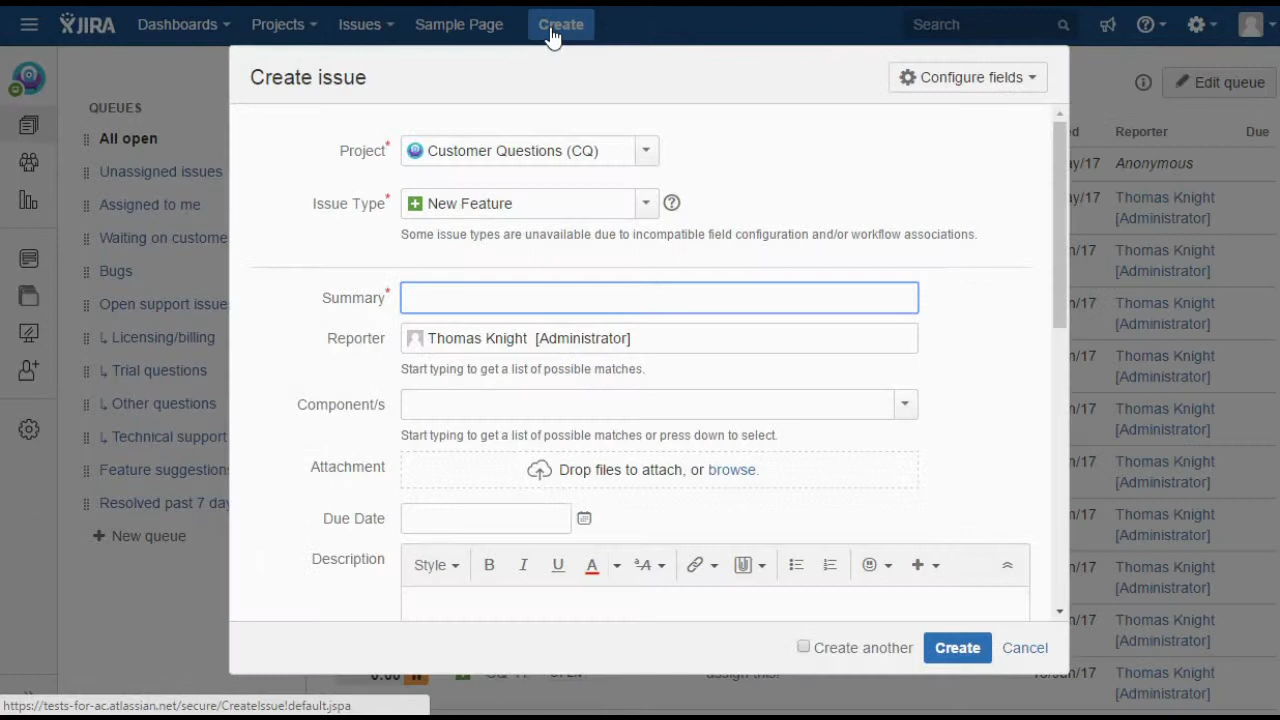 JIRA Dashboards Projects Issues Sample Page Create Search
Create issue
Configure fields
Edit queue
QUEUES
All open
Unassigned issues
Assigned to me
Waiting on custome
Bugs
Open support issue
Licensing/billing
Trial questions
Other questions
Technical support
Feature suggestions
Resolved past 7 da
New queue
Project*
Customer Questions (CQ)
Issue Type*
New Feature
Some issue types are unavailable due to incompatible field configuration and/or workflow associations.
Summary*
Reporter
Thomas Knight [Administrator]
Start typing to get a list of possible matches.
Component/s
Start typing to get a list of possible matches or press down to select.
Attachment
Drop files to attach, or browse.
Due Date
Description
Style B I U A
Create another
Create
Cancel
Reporter Due
Anonymous
Thomas Knight
[Administrator]
Thomas Knight
[Administrator]
Thomas Knight
[Administrator]
Thomas Knight
[Administrator]
Thomas Knight
[Administrator]
Thomas Knight
[Administrator]
Thomas Knight
[Administrator]
Thomas Knight
[Administrator]
Thomas Knight
[Administrator]
Thomas Knight
[Administrator]
https://tests-for-ac.atlassian.net/secure/CreateIssue!default.jspa